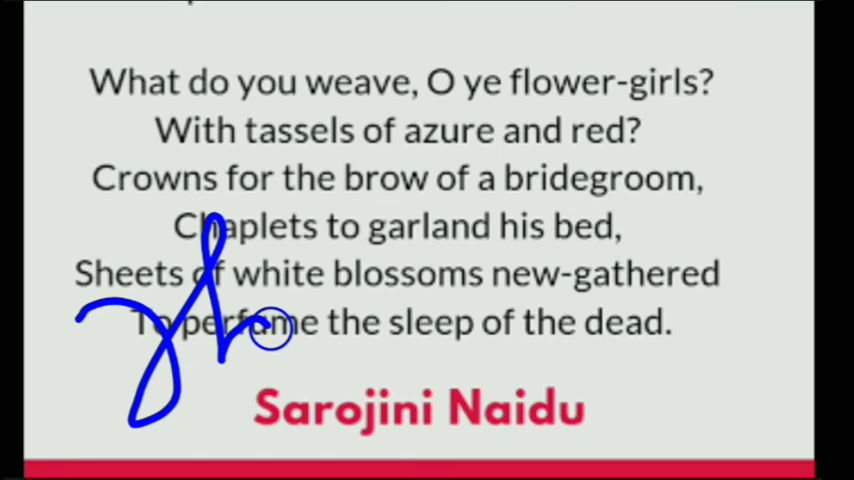 What do you weave, O ye flower-girls?
With tassels of azure and red?
Crowns for the brow of a bridegroom,
Chaplets to garland his bed,
Sheets of white blossoms new-gathered
To perfume the sleep of the dead.
Sarojini Naidu